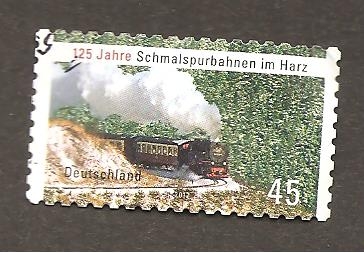 125 Jahre Schmalspurbahnen im Harz
Deutschland
45